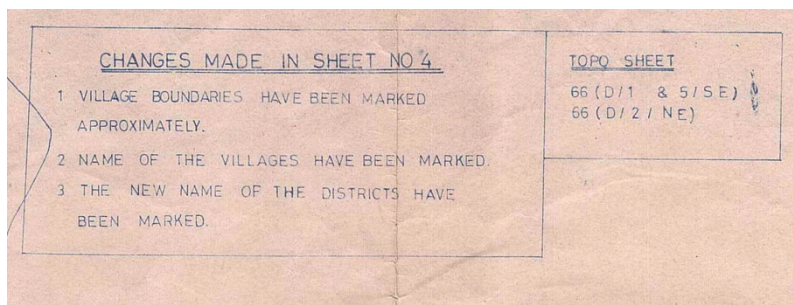 CHANGES MADE IN SHEET NO 4
1 VILLAGE BOUNDARIES HAVE BEEN MARKED
APPROXIMATELY.
2 NAME OF THE VILLAGES HAVE BEEN MARKED.
3 THE NEW NAME OF THE DISTRICTS HAVE
BEEN MARKED.
TOPO SHEET
66 (D/1 & 5/SE)
66 (D/2/NE)